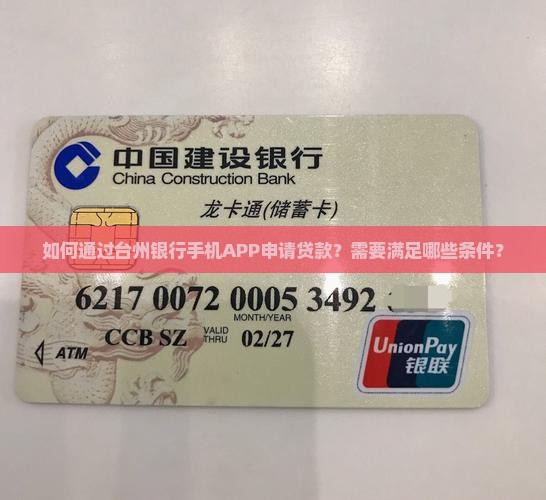 中国建设银行
China Construction Bank
龙卡通(储蓄卡)
如何通过台州银行手机APP申请贷款？需要满足哪些条件？
6217 0072 0005 3492
MONTH/YEAR
CCB SZ VALID THRU 02/27
ATM
UnionPay
银联